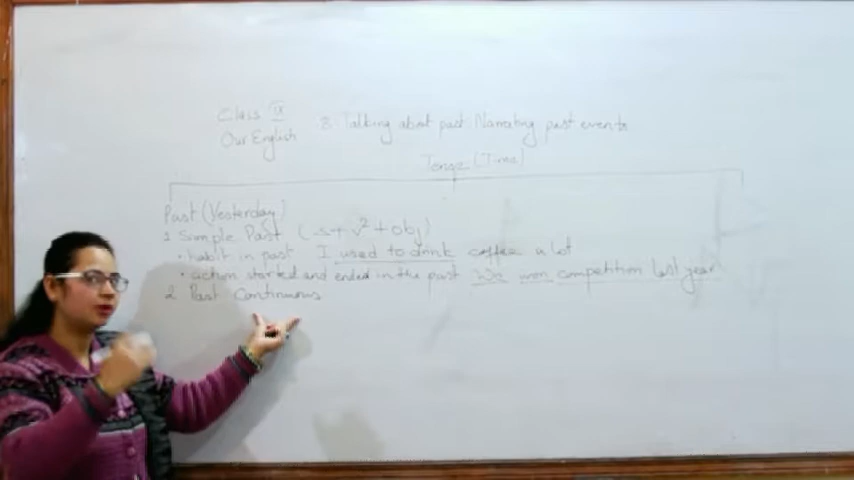 Class IX
Our English
8. Talking about past Narrating past events
Tense (Time)
Past (Yesterday)
1 Simple Past (-s + v² + obj)
• habit in past I used to drink coffee a lot
• action started and ended in the past We won competition last year
2 Past Continuous